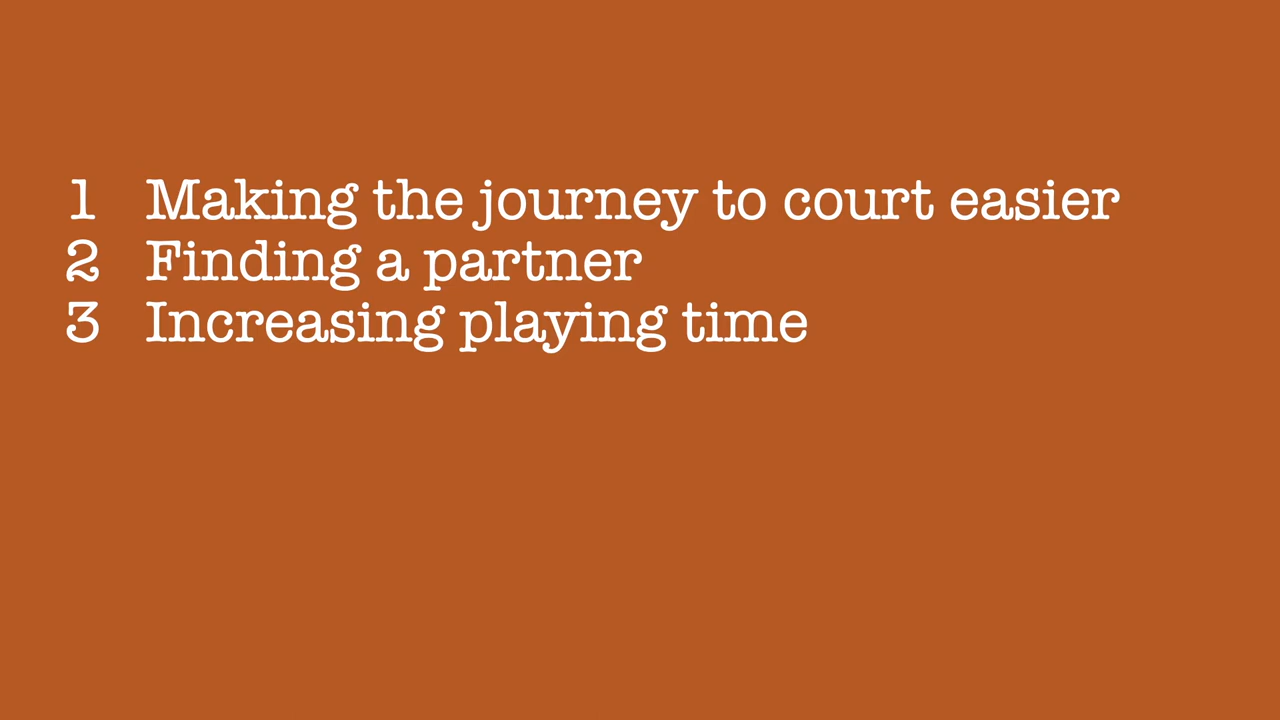 1 Making the journey to court easier
2 Finding a partner
3 Increasing playing time